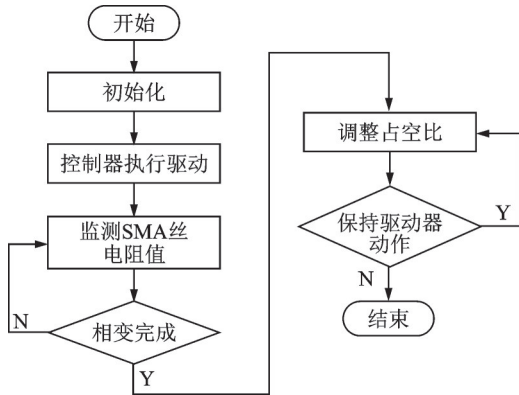 开始
初始化
控制器执行驱动
监测SMA丝
电阻值
N
相变完成
Y
调整占空比
保持驱动器
动作
Y
N
结束